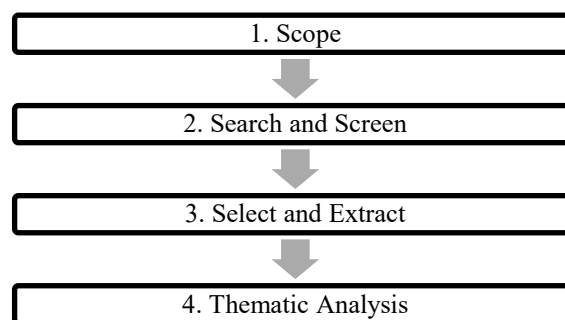 1. Scope
2. Search and Screen
3. Select and Extract
4. Thematic Analysis